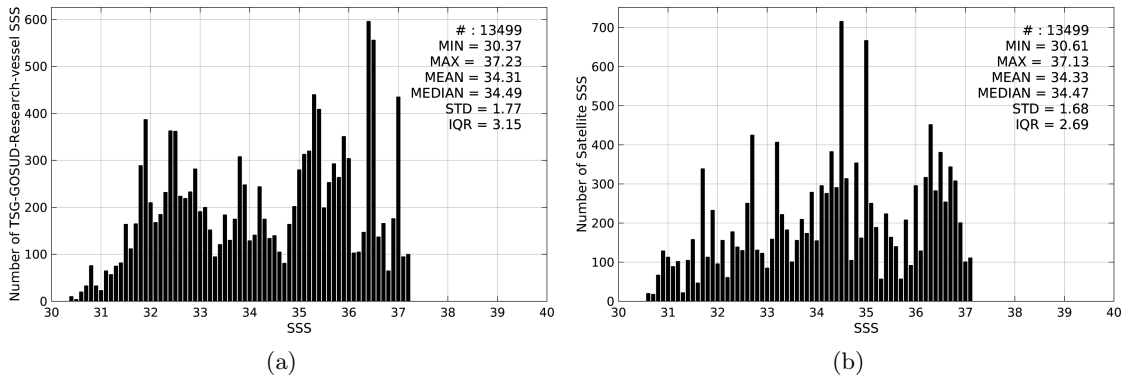 Number of TSG-GOSUD-Research-vessel SSS
600
500
400
300
200
100
0
# : 13499
MIN = 30.37
MAX = 37.23
MEAN = 34.31
MEDIAN = 34.49
STD = 1.77
IQR = 3.15
30 31 32 33 34 35 36 37 38 39 40
SSS
(a)
Number of Satellite SSS
700
600
500
400
300
200
100
0
# : 13499
MIN = 30.61
MAX = 37.13
MEAN = 34.33
MEDIAN = 34.47
STD = 1.68
IQR = 2.69
30 31 32 33 34 35 36 37 38 39 40
SSS
(b)